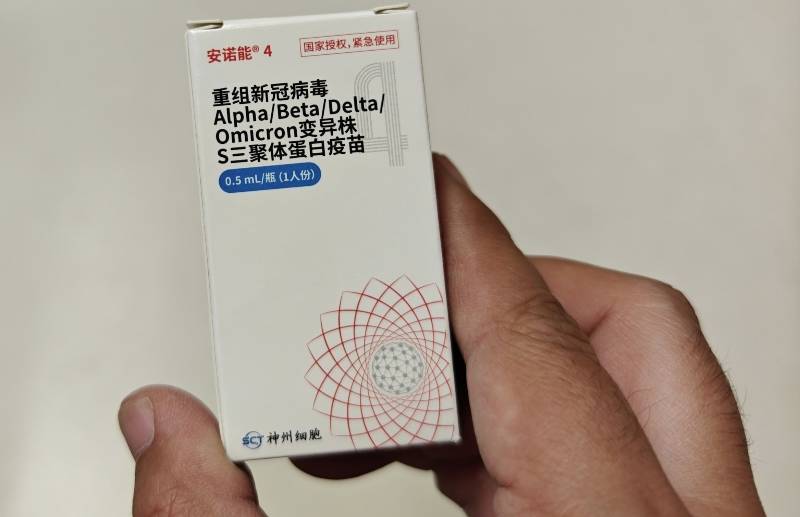 安诺能® 4
国家授权,紧急使用
重组新冠病毒
Alpha/Beta/Delta/
Omicron变异株
S三聚体蛋白疫苗
0.5 mL/瓶 (1人份)
4
SCT 神州细胞